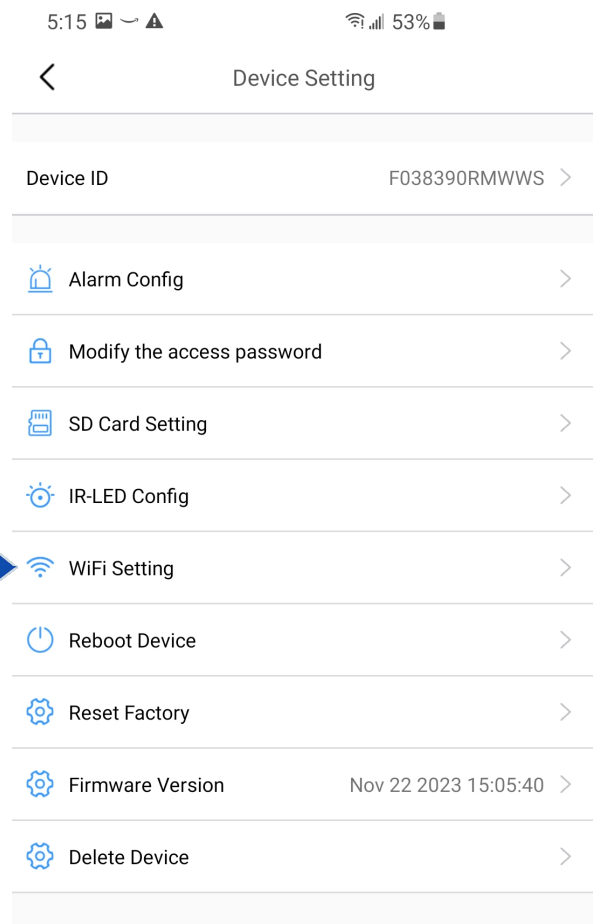 5:15 53%
Device Setting
Device ID F038390RMWWS
Alarm Config
Modify the access password
SD Card Setting
IR-LED Config
WiFi Setting
Reboot Device
Reset Factory
Firmware Version Nov 22 2023 15:05:40
Delete Device